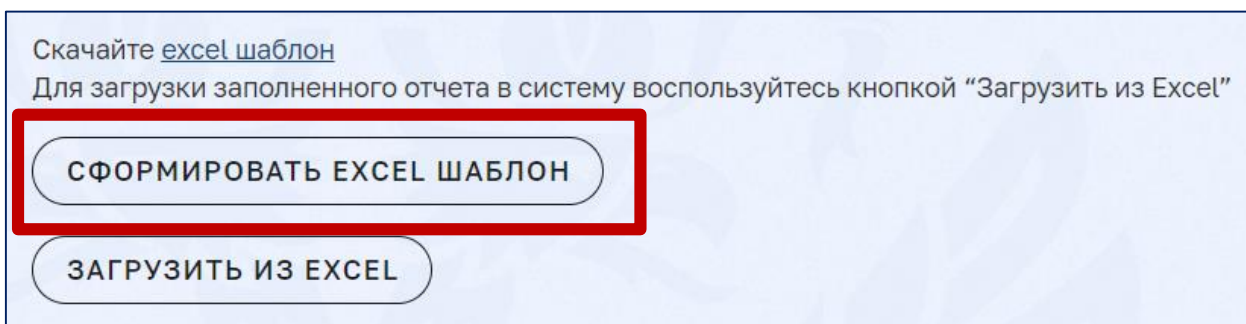 Скачайте excel шаблон
Для загрузки заполненного отчета в систему воспользуйтесь кнопкой “Загрузить из Excel”
СФОРМИРОВАТЬ EXCEL ШАБЛОН
ЗАГРУЗИТЬ ИЗ EXCEL